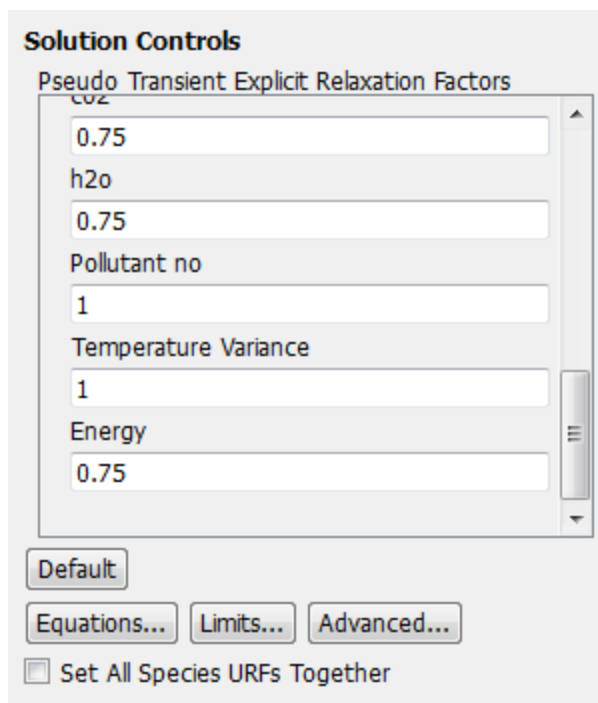 Solution Controls
Pseudo Transient Explicit Relaxation Factors
co2
0.75
h2o
0.75
Pollutant no
1
Temperature Variance
1
Energy
0.75
Default
Equations...
Limits...
Advanced...
Set All Species URFs Together